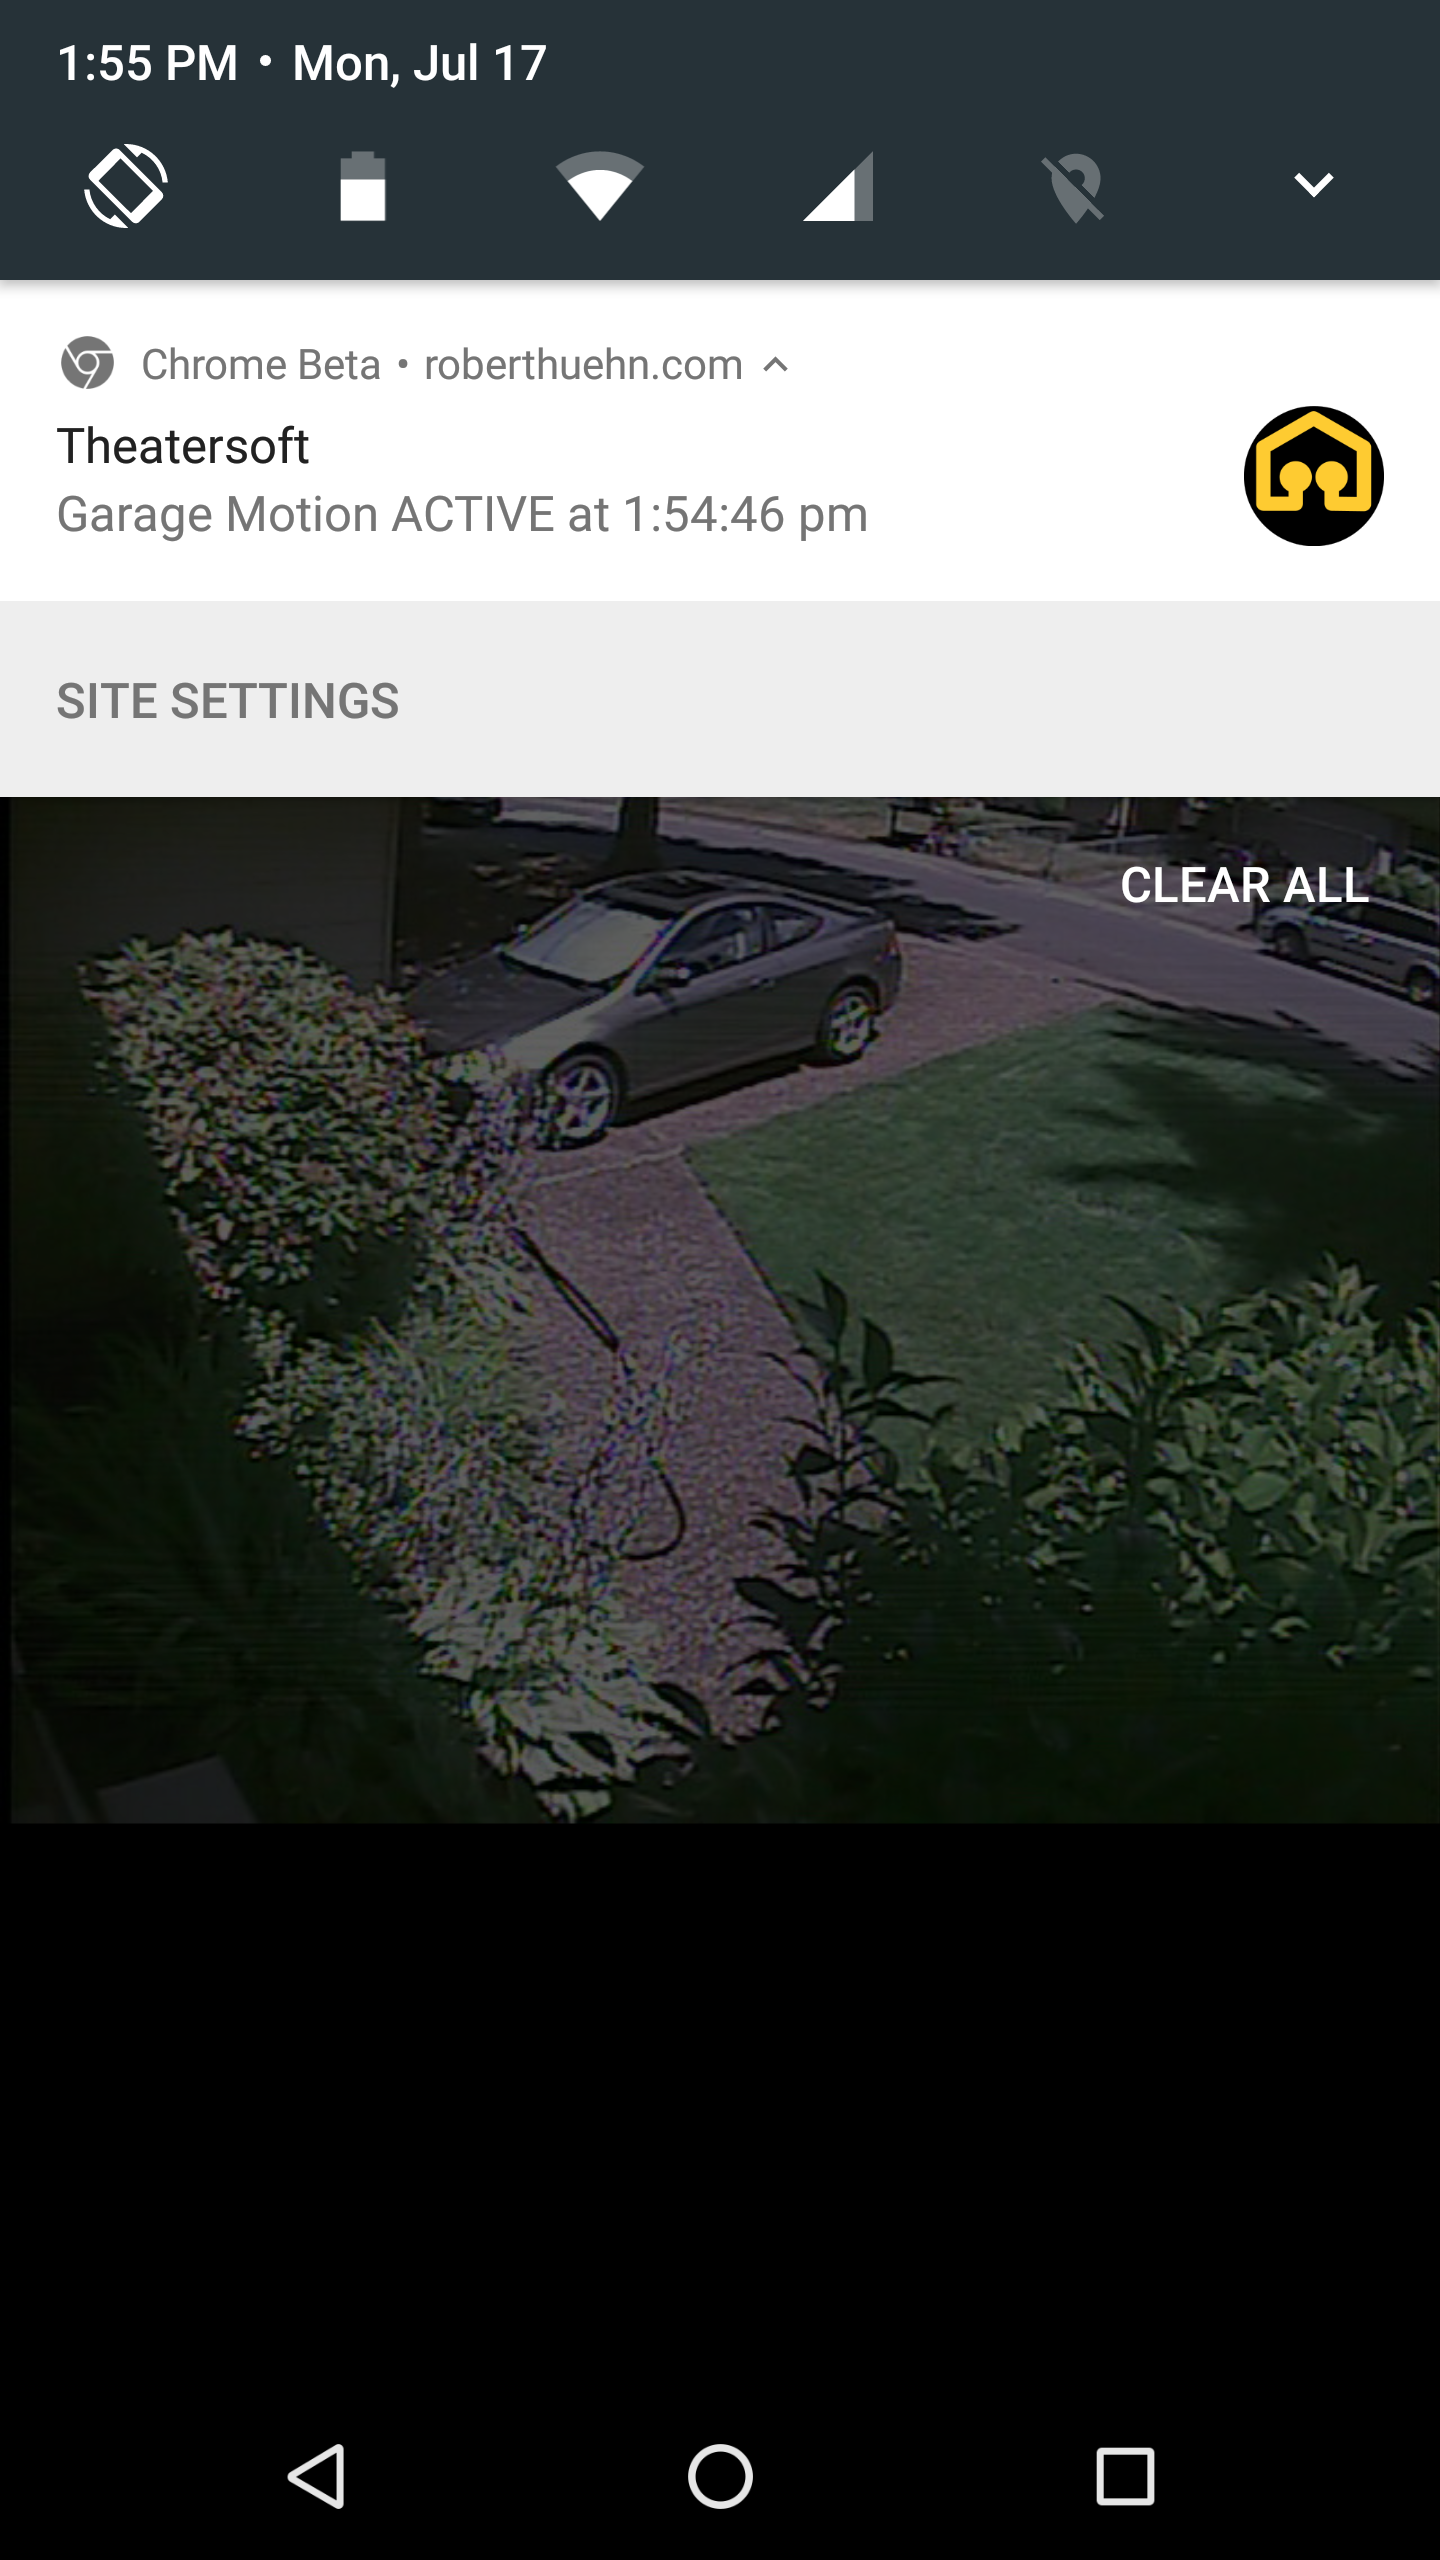 1:55 PM • Mon, Jul 17
Chrome Beta • roberthuehn.com
Theatersoft
Garage Motion ACTIVE at 1:54:46 pm
SITE SETTINGS
CLEAR ALL